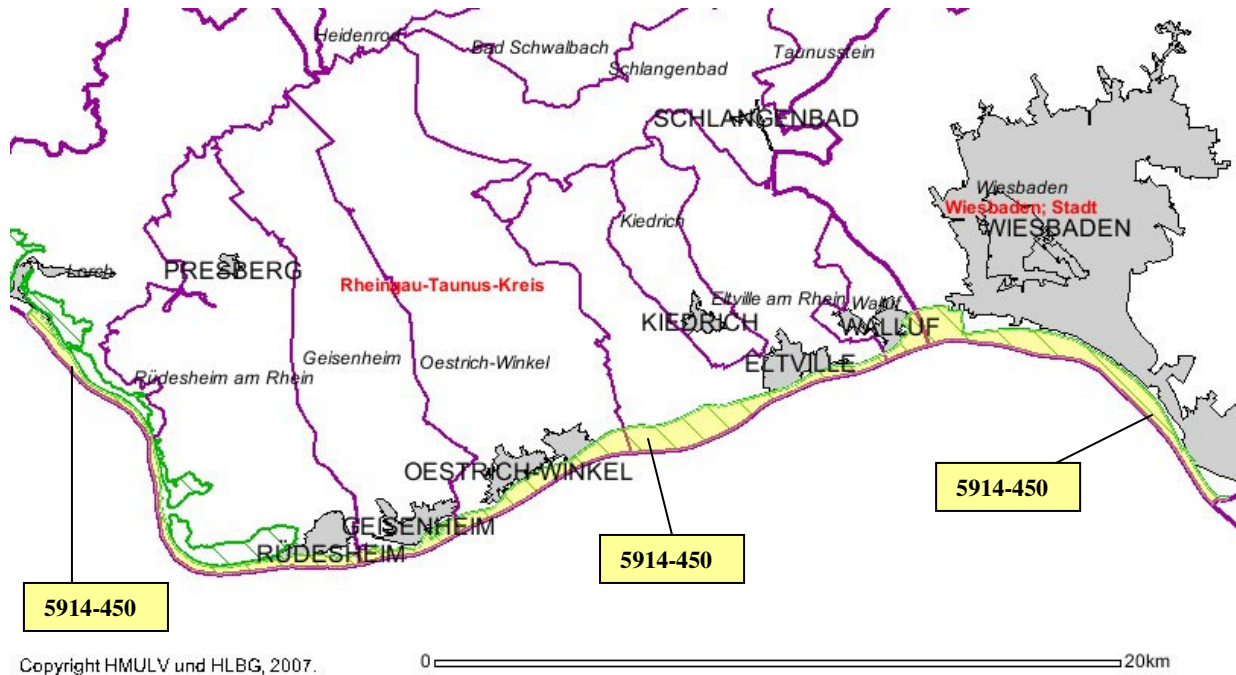 Heidenrod
Bad Schwalbach
Taunusstein
Schlangenbad
SCHLANGENBAD
Wiesbaden
Wiesbaden; Stadt
WIESBADEN
Kiedrich
Lorch
PRESBERG
Rheingau-Taunus-Kreis
Eltville am Rhein
Walluf
KIEDRICH
WALLUF
Geisenheim
Oestrich-Winkel
ELTVILLE
Rüdesheim am Rhein
OESTRICH-WINKEL
5914-450
GEISENHEIM
RÜDESHEIM
5914-450
5914-450
Copyright HMULV und HLBG, 2007.
0
20km